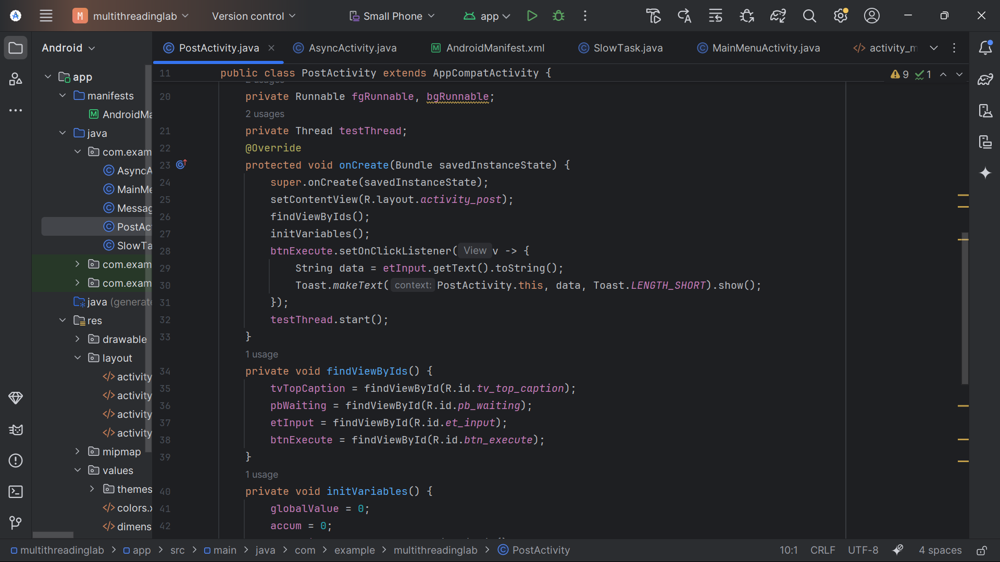 M multithreadinglab Version control Small Phone app
Android
PostActivity.java AsyncActivity.java AndroidManifest.xml SlowTask.java MainMenuActivity.java activity_m
app
manifests
AndroidMa
java
com.exam
AsyncA
MainMe
Messag
PostAc
SlowTa
com.exam
com.exam
java (generate
res
drawable
layout
activity
activity
activity
activity
mipmap
values
themes
colors.x
dimens
11 public class PostActivity extends AppCompatActivity {
9 1
2 usages
20 private Runnable fgRunnable, bgRunnable;
2 usages
21 private Thread testThread;
22 @Override
23 protected void onCreate(Bundle savedInstanceState) {
24 super.onCreate(savedInstanceState);
25 setContentView(R.layout.activity_post);
26 findViewByIds();
27 initVariables();
28 btnExecute.setOnClickListener( View v -> {
29 String data = etInput.getText().toString();
30 Toast.makeText( context: PostActivity.this, data, Toast.LENGTH_SHORT).show();
31 });
32 testThread.start();
33 }
1 usage
34 private void findViewByIds() {
35 tvTopCaption = findViewById(R.id.tv_top_caption);
36 pbWaiting = findViewById(R.id.pb_waiting);
37 etInput = findViewById(R.id.et_input);
38 btnExecute = findViewById(R.id.btn_execute);
39 }
1 usage
40 private void initVariables() {
41 globalValue = 0;
42 accum = 0;
multithreadinglab > app > src > main > java > com > example > multithreadinglab > PostActivity 10:1 CRLF UTF-8 4 spaces